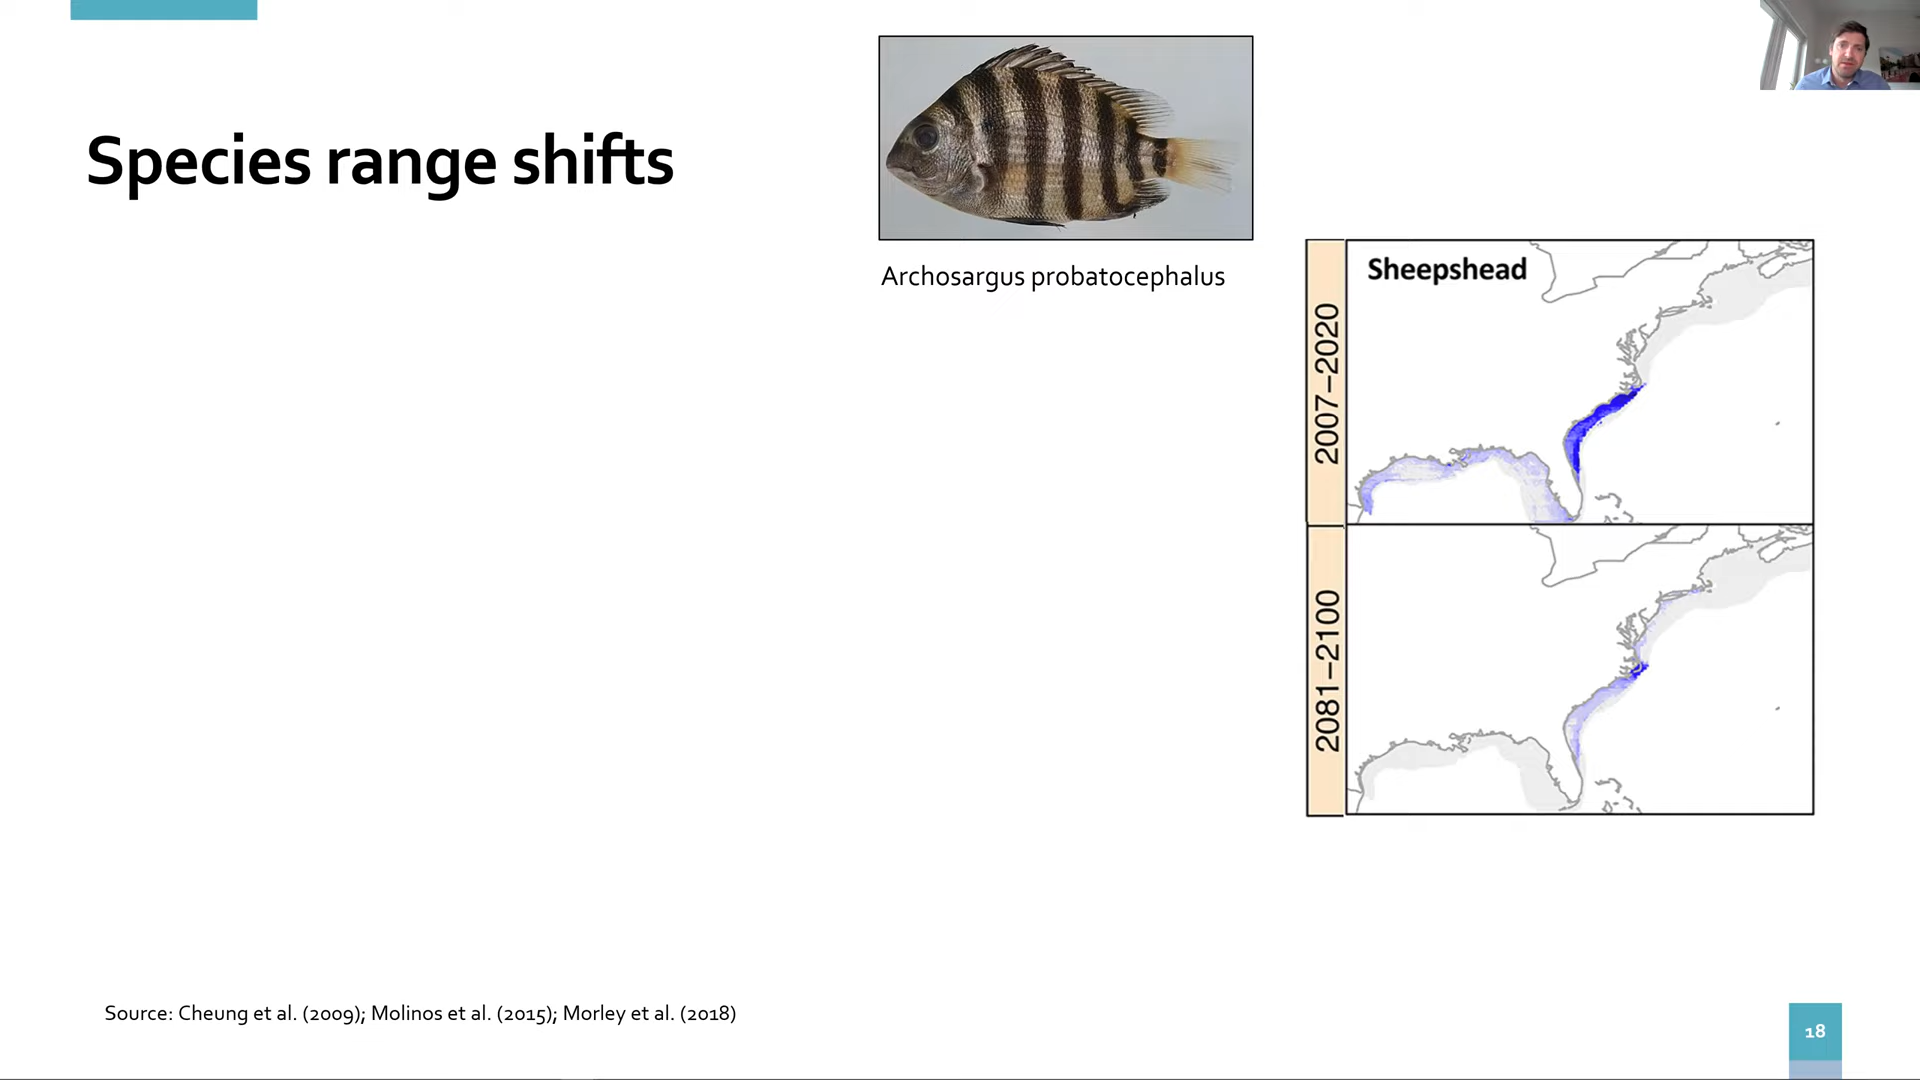 Species range shifts
Archosargus probatocephalus
Sheepshead
2007–2020
2081–2100
Source: Cheung et al. (2009); Molinos et al. (2015); Morley et al. (2018)
18